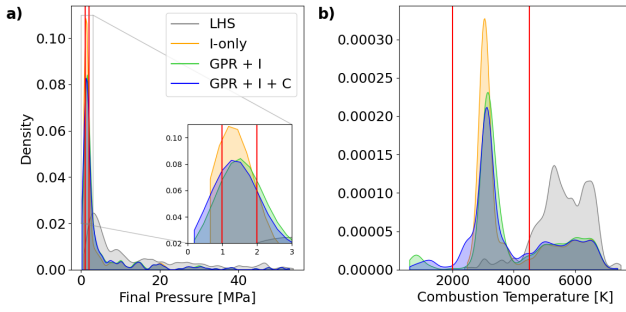 a)
b)
LHS
I-only
GPR + I
GPR + I + C
0.10
0.08
0.06
0.04
0.02
0.00
Density
0.10
0.08
0.06
0.04
0.02
0 1 2 3
0 20 40
Final Pressure [MPa]
0.00030
0.00025
0.00020
0.00015
0.00010
0.00005
0.00000
2000 4000 6000
Combustion Temperature [K]